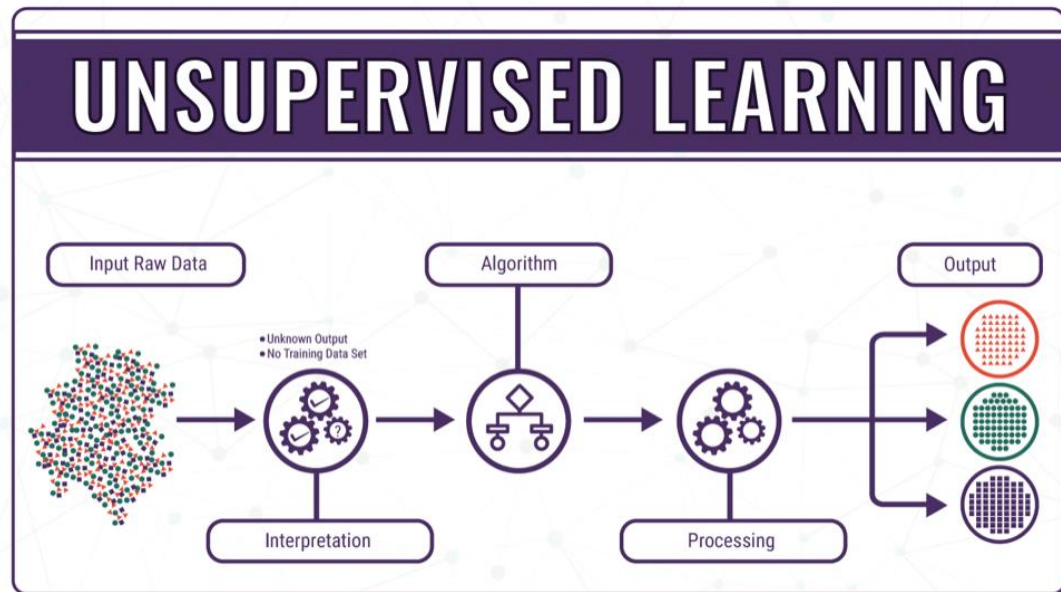 UNSUPERVISED LEARNING
Input Raw Data
Algorithm
Output
• Unknown Output
• No Training Data Set
?
Interpretation
Processing